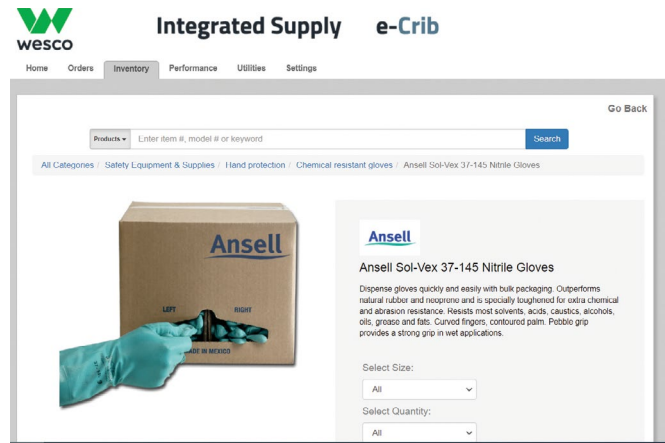 wesco
Integrated Supply e-Crib
Home Orders Inventory Performance Utilities Settings
Go Back
Products Enter item #, model # or keyword Search
All Categories / Safety Equipment & Supplies / Hand protection / Chemical resistant gloves / Ansell Sol-Vex 37-145 Nitrile Gloves
Ansell
LEFT RIGHT
MADE IN MEXICO
Ansell
Ansell Sol-Vex 37-145 Nitrile Gloves
Dispense gloves quickly and easily with bulk packaging. Outperforms
natural rubber and neoprene and is specially toughened for extra chemical
and abrasion resistance. Resists most solvents, acids, caustics, alcohols,
oils, grease and fats. Curved fingers, contoured palm. Pebble grip
provides a strong grip in wet applications.
Select Size:
All
Select Quantity:
All